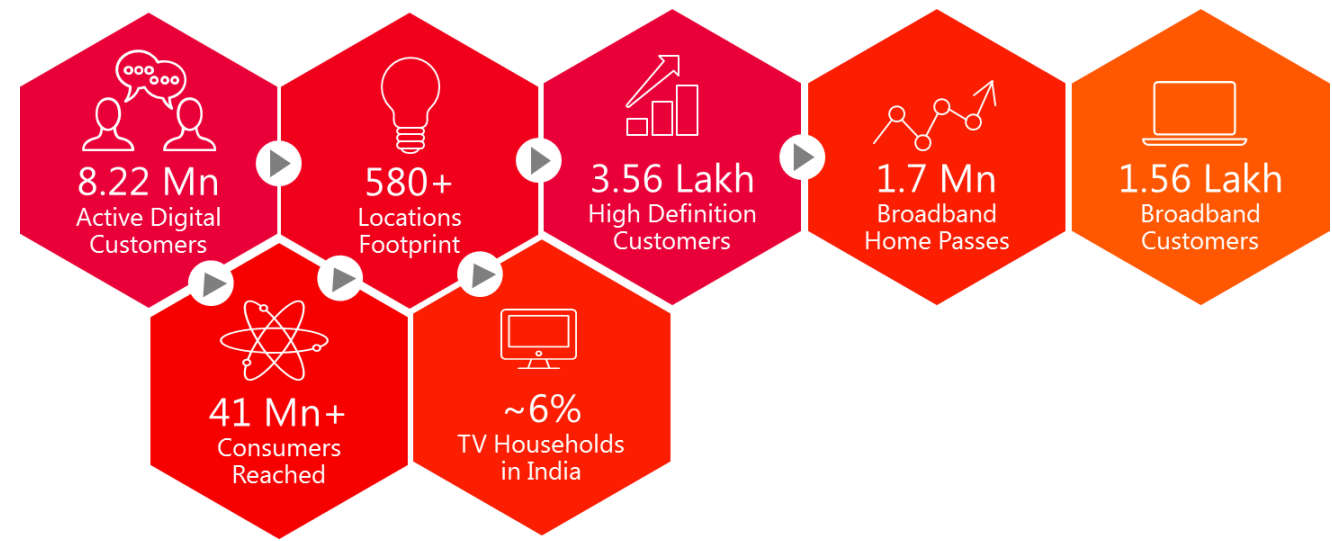 8.22 Mn
Active Digital
Customers
580+
Locations
Footprint
3.56 Lakh
High Definition
Customers
1.7 Mn
Broadband
Home Passes
1.56 Lakh
Broadband
Customers
41 Mn+
Consumers
Reached
~6%
TV Households
in India